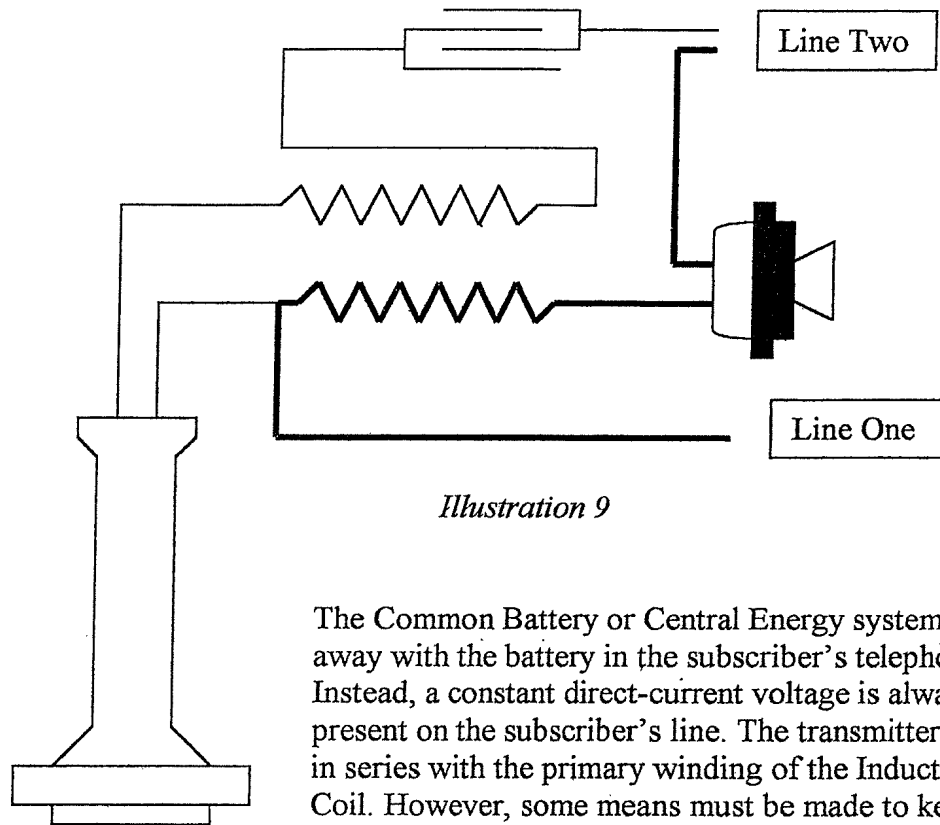 Line Two
Line One
Illustration 9
The Common Battery or Central Energy system
away with the battery in the subscriber's
Instead, a constant direct-current voltage is
present on the subscriber's line. The transmitter
in series with the primary winding of the
Coil. However, some means must be made to